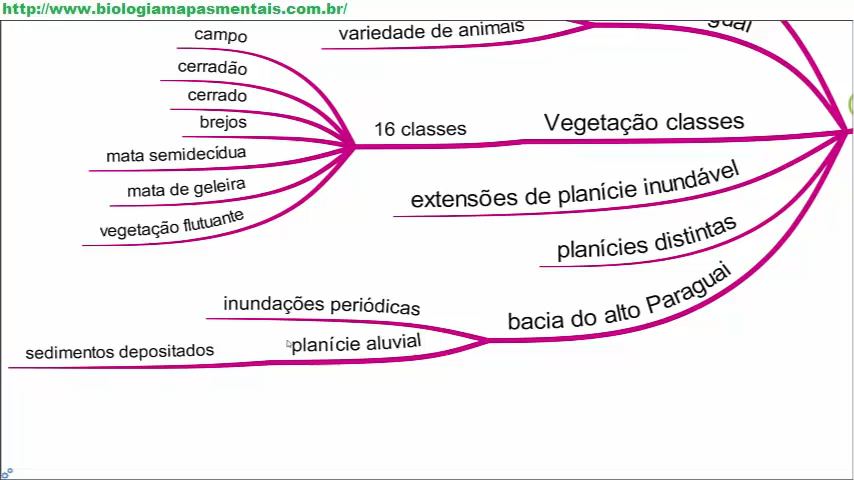 http://www.biologiamapasmentais.com.br/
campo
cerradão
cerrado
brejos
mata semidecídua
mata de geleira
vegetação flutuante
16 classes
variedade de animais
Vegetação classes
extensões de planície inundável
planícies distintas
bacia do alto Paraguai
inundações periódicas
planície aluvial
sedimentos depositados